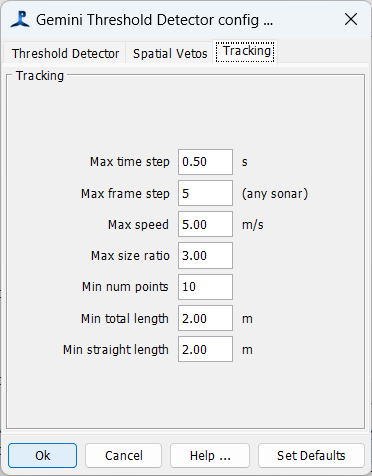 Gemini Threshold Detector config ...
Threshold Detector Spatial Vetos Tracking
Tracking
Max time step 0.50 s
Max frame step 5 (any sonar)
Max speed 5.00 m/s
Max size ratio 3.00
Min num points 10
Min total length 2.00 m
Min straight length 2.00 m
Ok Cancel Help ... Set Defaults